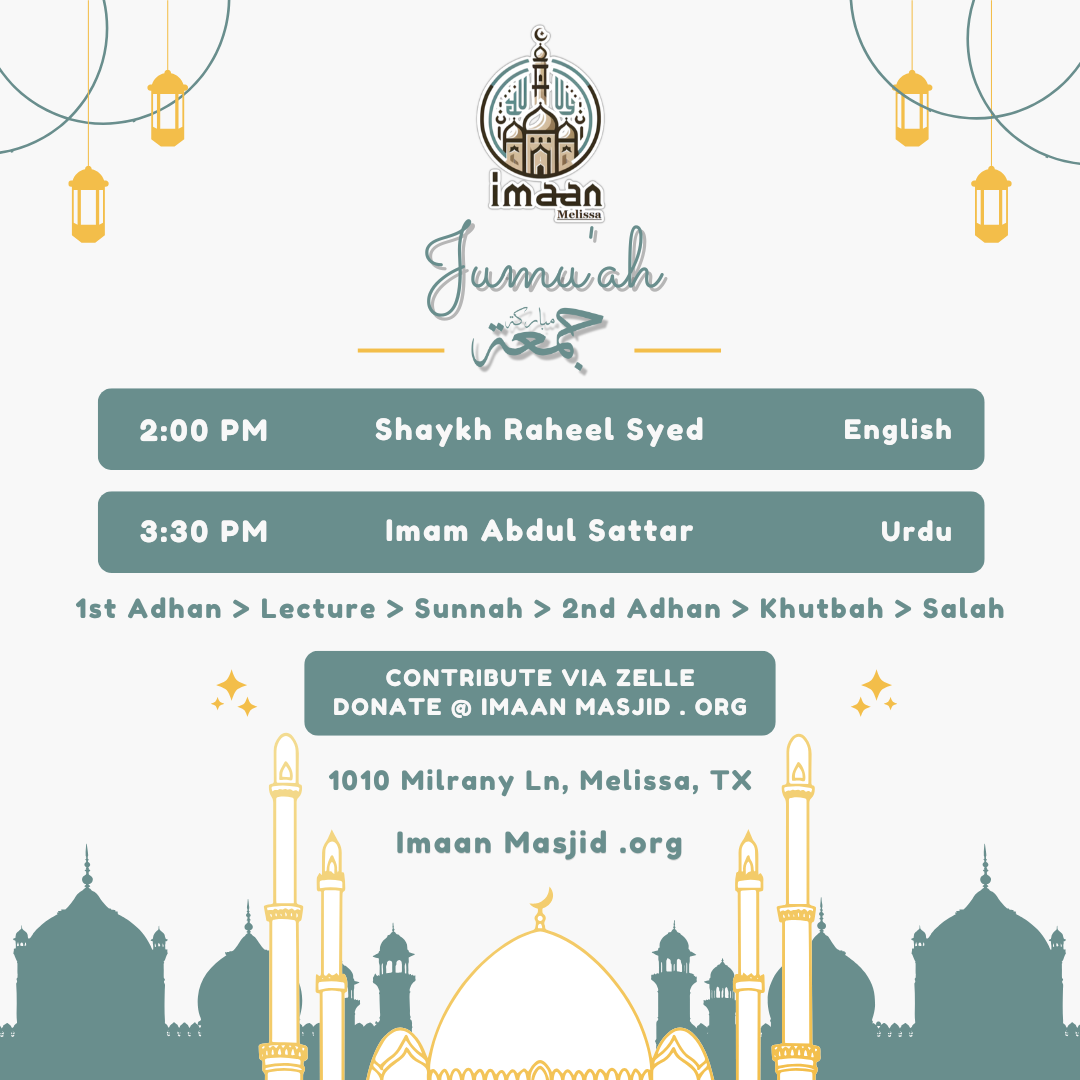 imaan
Melissa
Jumu'ah
جمعة مباركة
2:00 PM Shaykh Raheel Syed English
3:30 PM Imam Abdul Sattar Urdu
1st Adhan > Lecture > Sunnah > 2nd Adhan > Khutbah > Salah
CONTRIBUTE VIA ZELLE
DONATE @ IMAAN MASJID . ORG
1010 Milrany Ln, Melissa, TX
Imaan Masjid .org